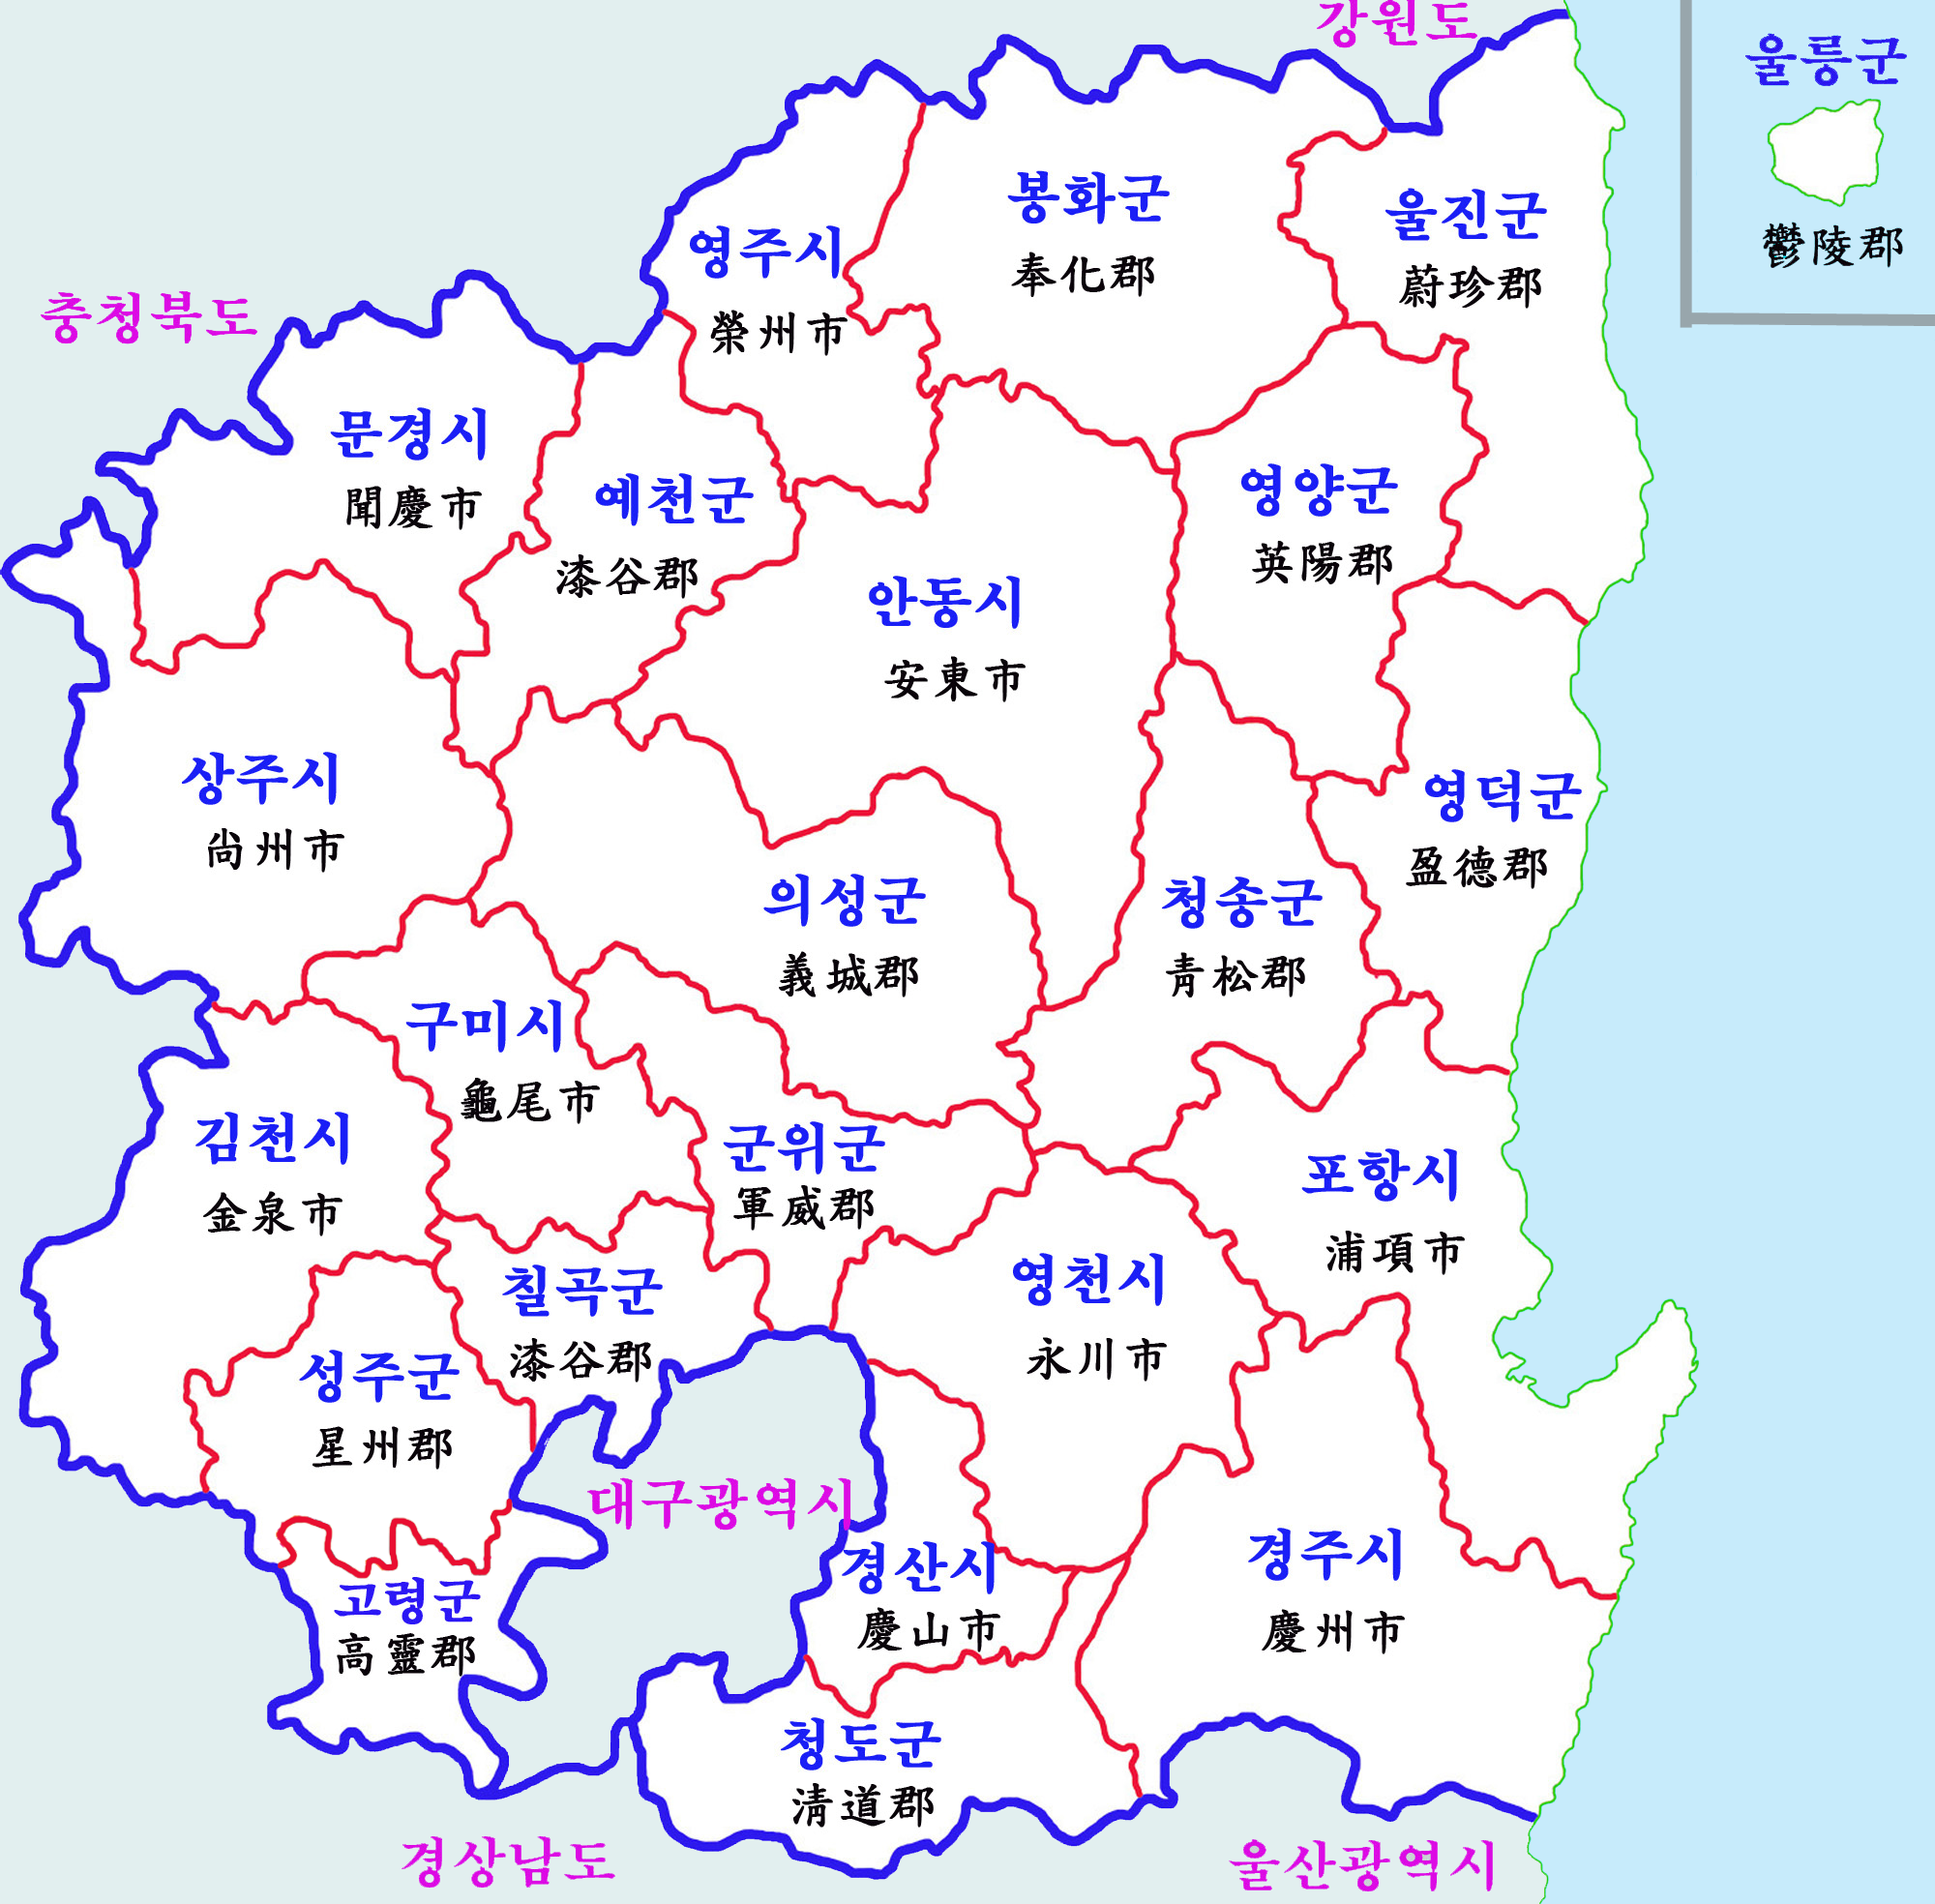 강원도
울릉군
鬱陵郡
봉화군
奉化郡
울진군
蔚珍郡
영주시
榮州市
충청북도
문경시
聞慶市
예천군
漆谷郡
영양군
英陽郡
안동시
安東市
상주시
尙州市
영덕군
盈德郡
의성군
義城郡
청송군
靑松郡
구미시
龜尾市
김천시
金泉市
군위군
軍威郡
포항시
浦項市
영천시
永川市
칠곡군
漆谷郡
성주군
星州郡
대구광역시
경산시
慶山市
경주시
慶州市
고령군
高靈郡
청도군
淸道郡
경상남도
울산광역시